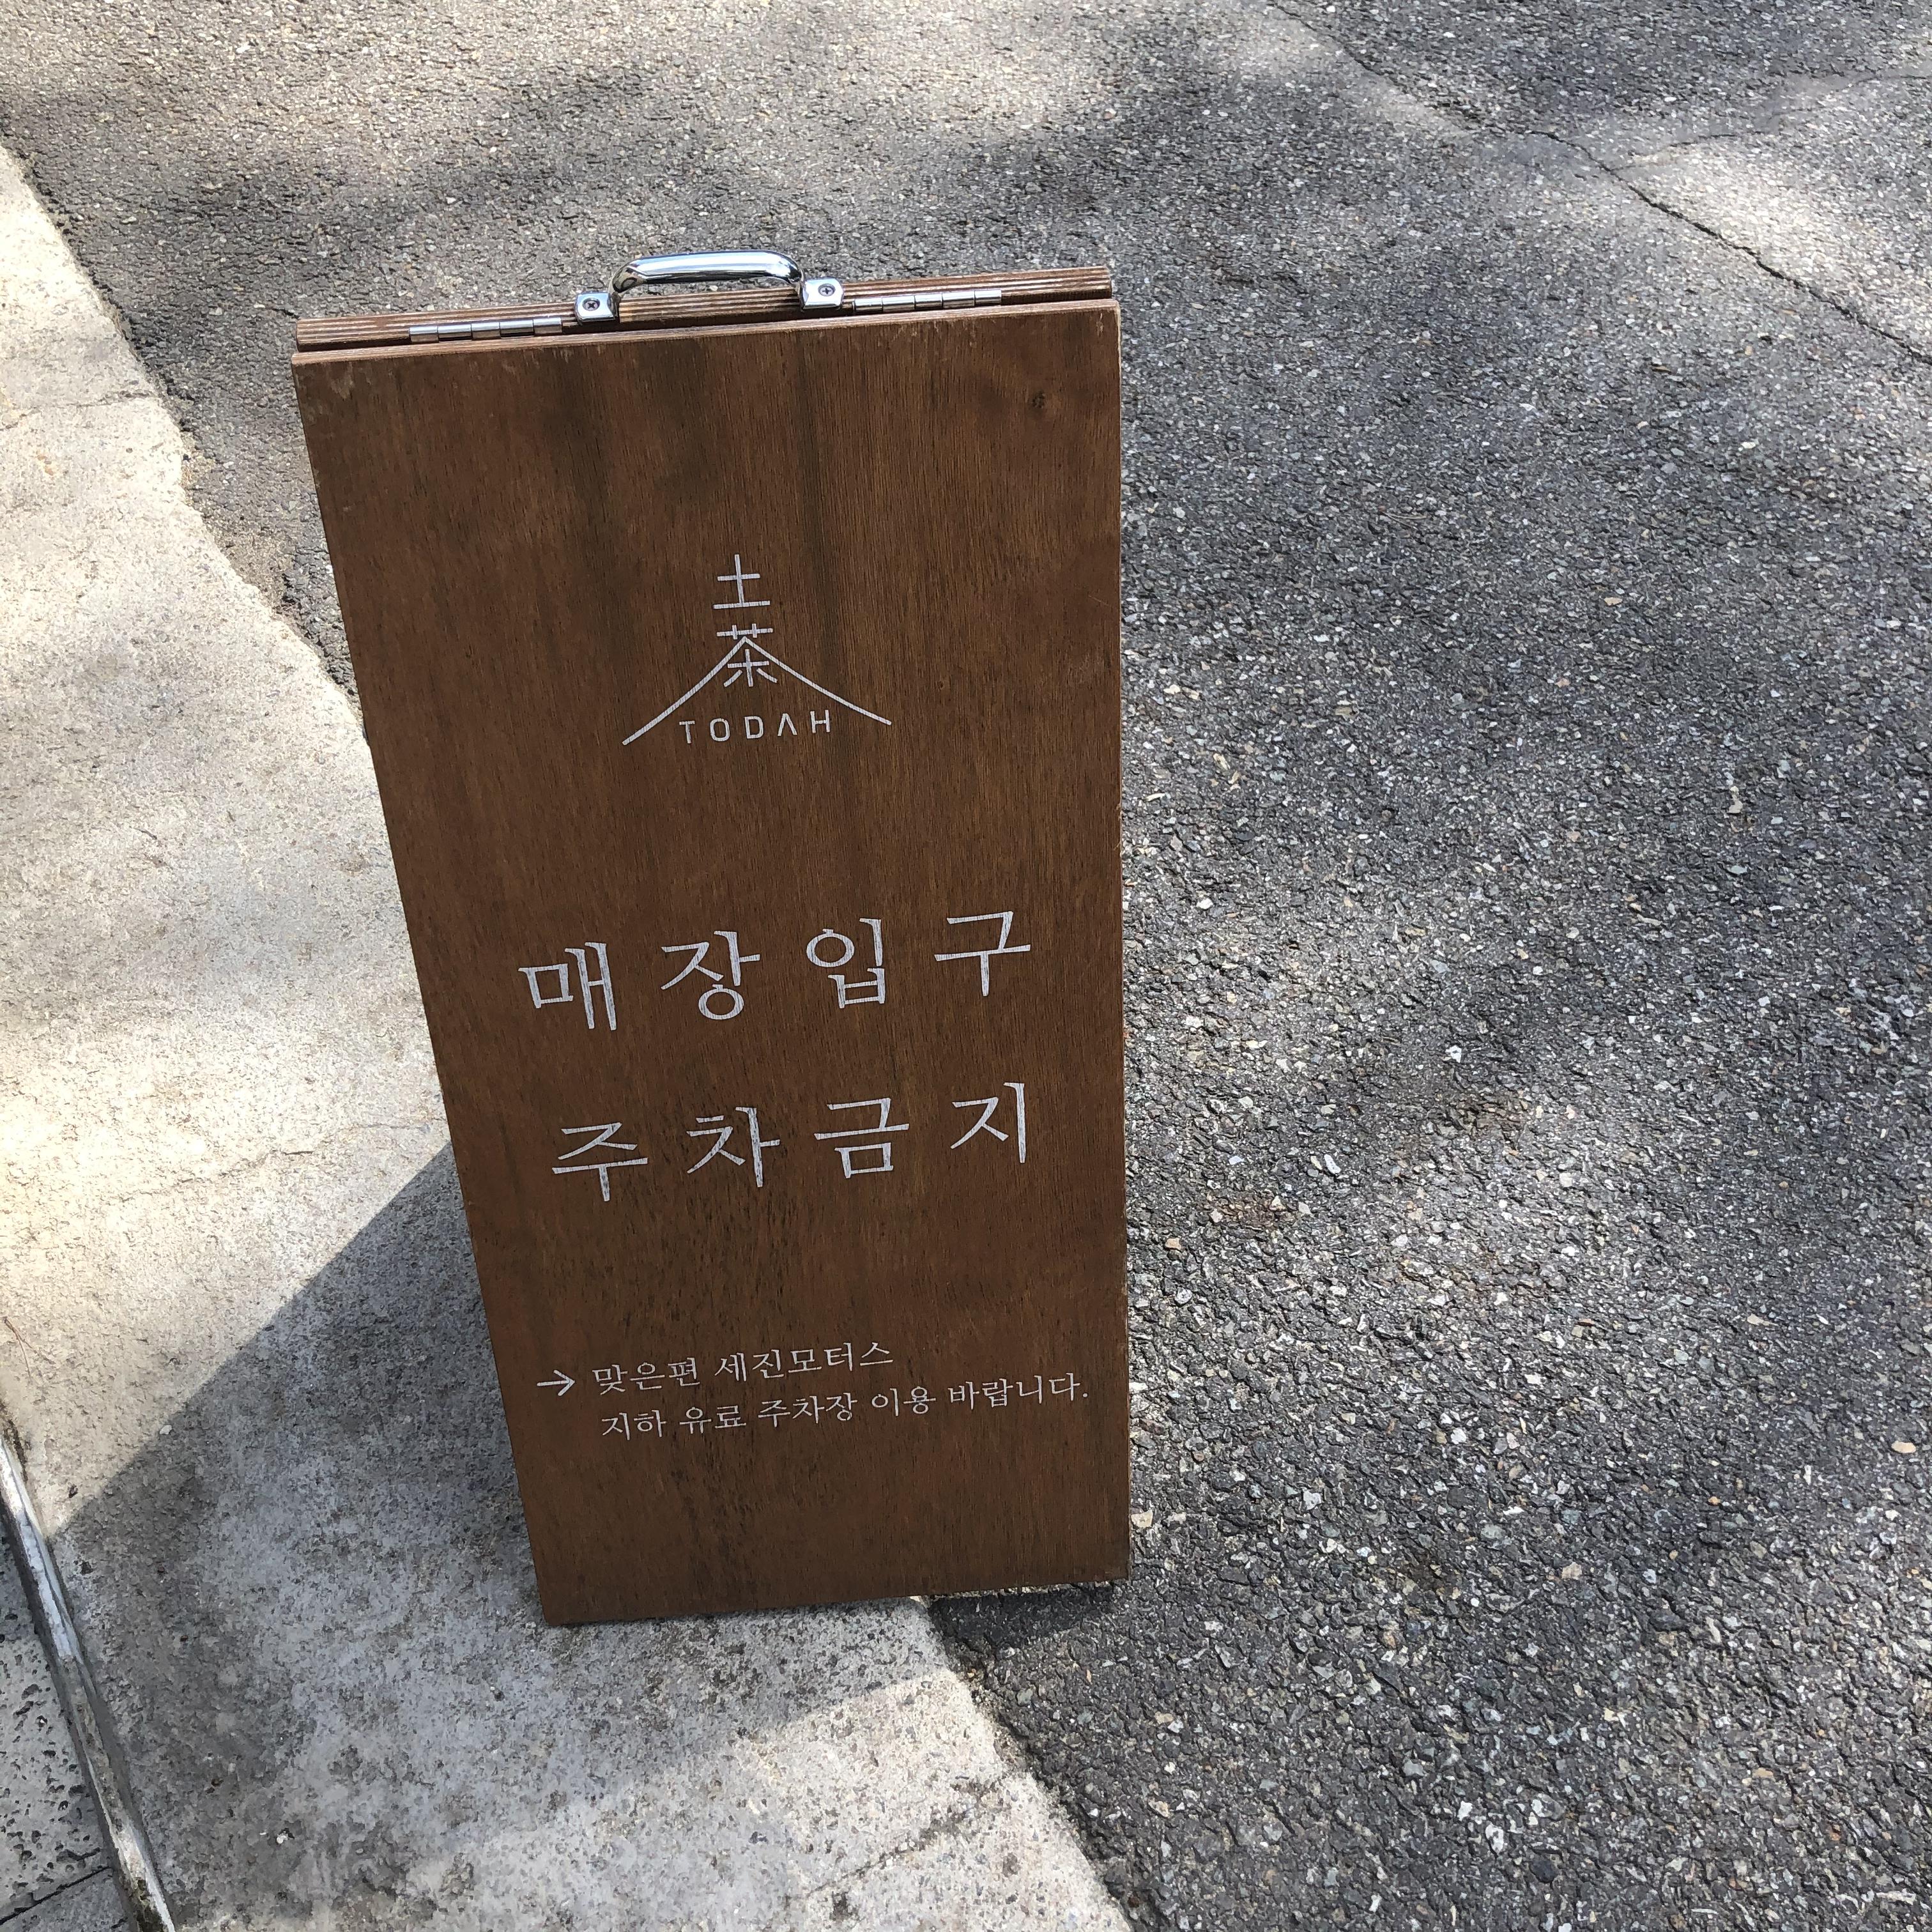 土
茶
TODAH
매장입구
주차금지
→ 맞은편 세진모터스
지하 유료 주차장 이용 바랍니다.